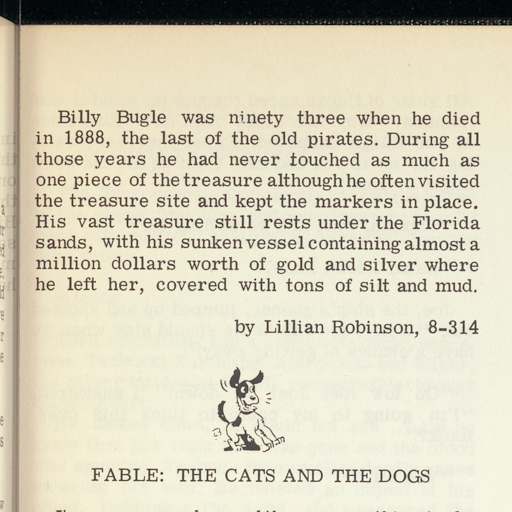 Billy Bugle was ninety three when he died
in 1888, the last of the old pirates. During all
those years he had never touched as much as
one piece of the treasure although he often visited
the treasure site and kept the markers in place.
His vast treasure still rests under the Florida
sands, with his sunken vessel containing almost a
million dollars worth of gold and silver where
he left her, covered with tons of silt and mud.
by Lillian Robinson, 8-314
FABLE: THE CATS AND THE DOGS